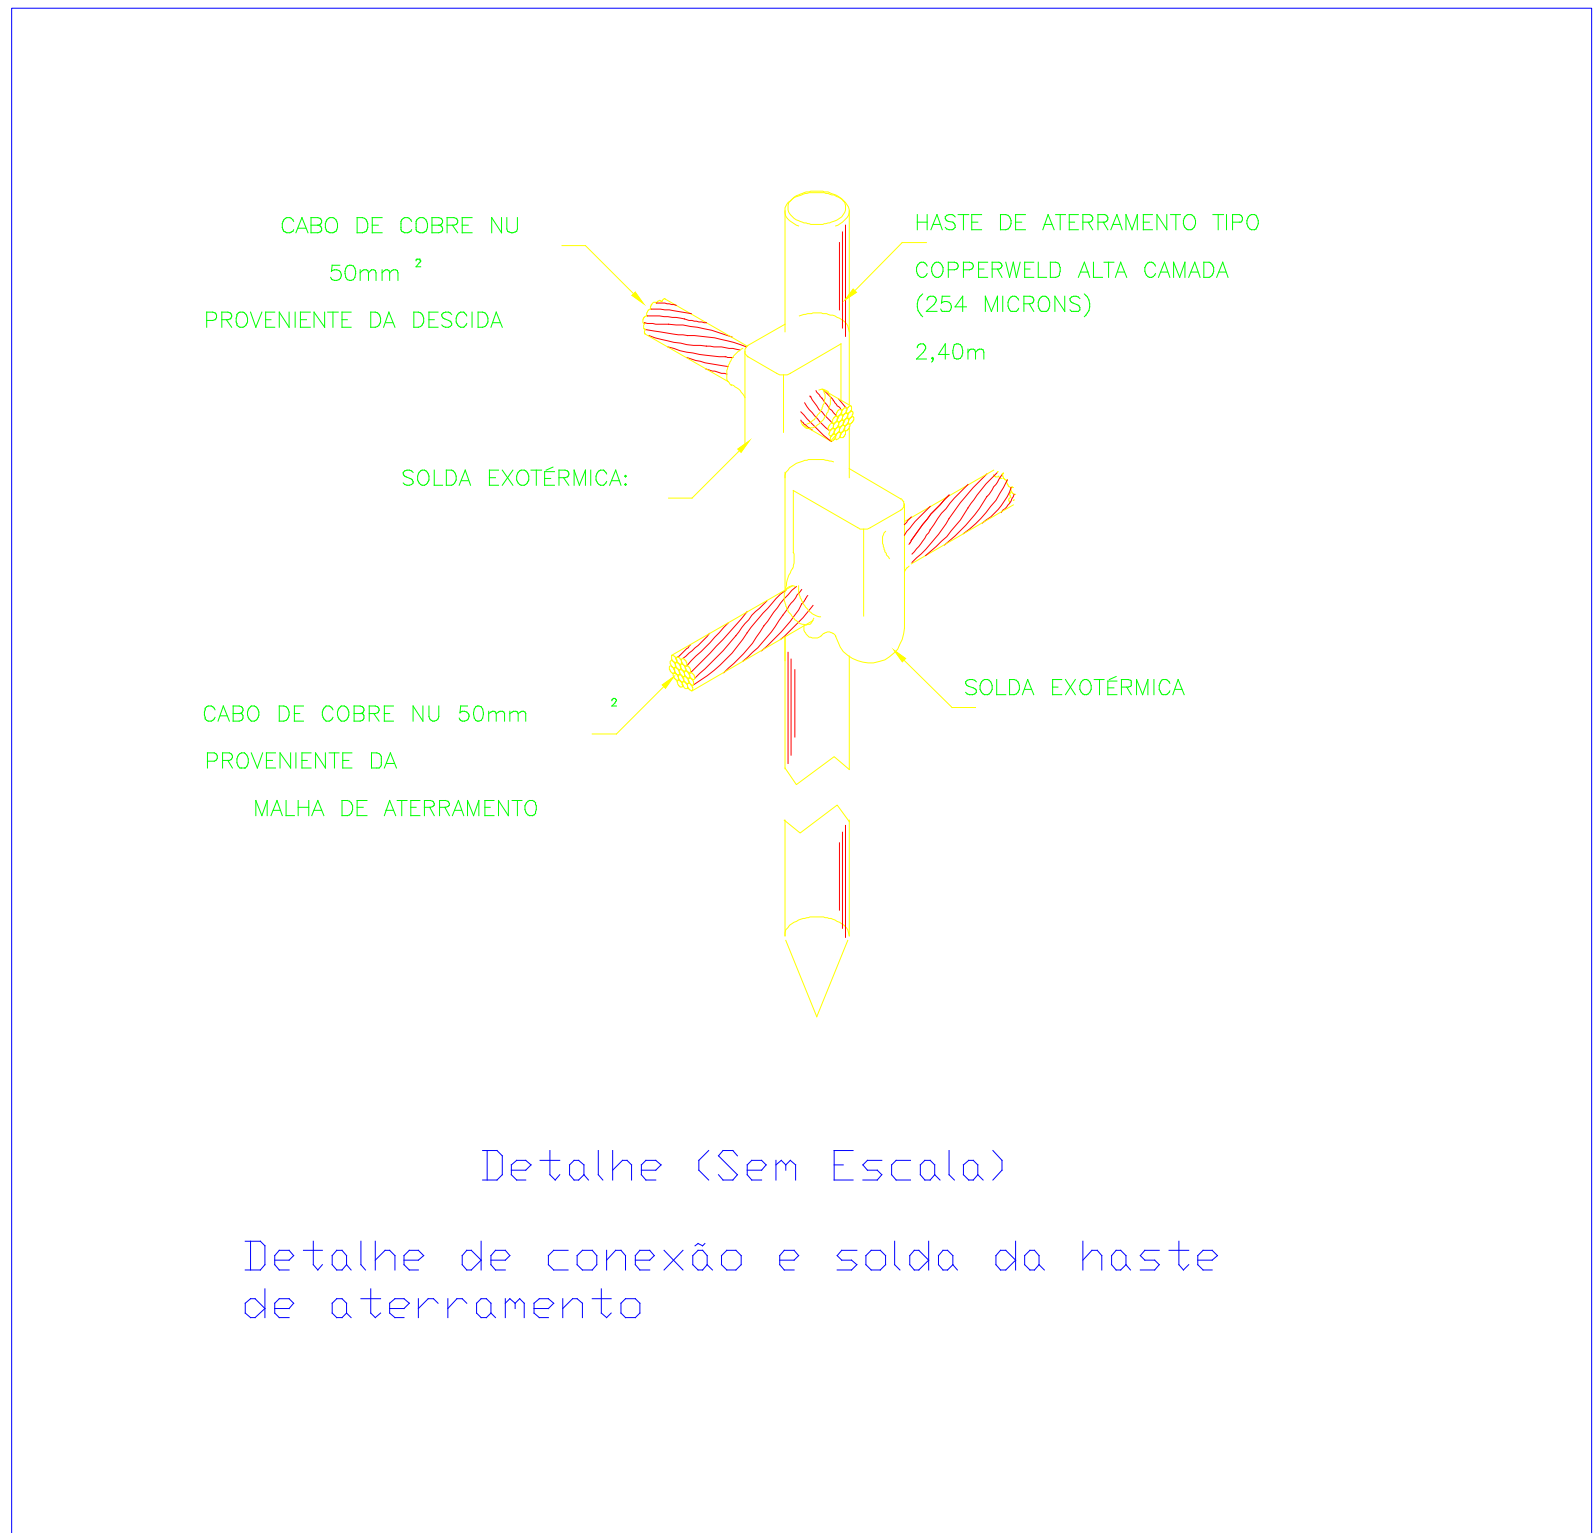 CABO DE COBRE NU
50mm ²
PROVENIENTE DA DESCIDA
HASTE DE ATERRAMENTO TIPO
COPPERWELD ALTA CAMADA
(254 MICRONS)
2,40m
SOLDA EXOTÉRMICA:
SOLDA EXOTÉRMICA
CABO DE COBRE NU 50mm ²
PROVENIENTE DA
MALHA DE ATERRAMENTO
Detalhe (Sem Escala)
Detalhe de conexão e solda da haste
de aterramento